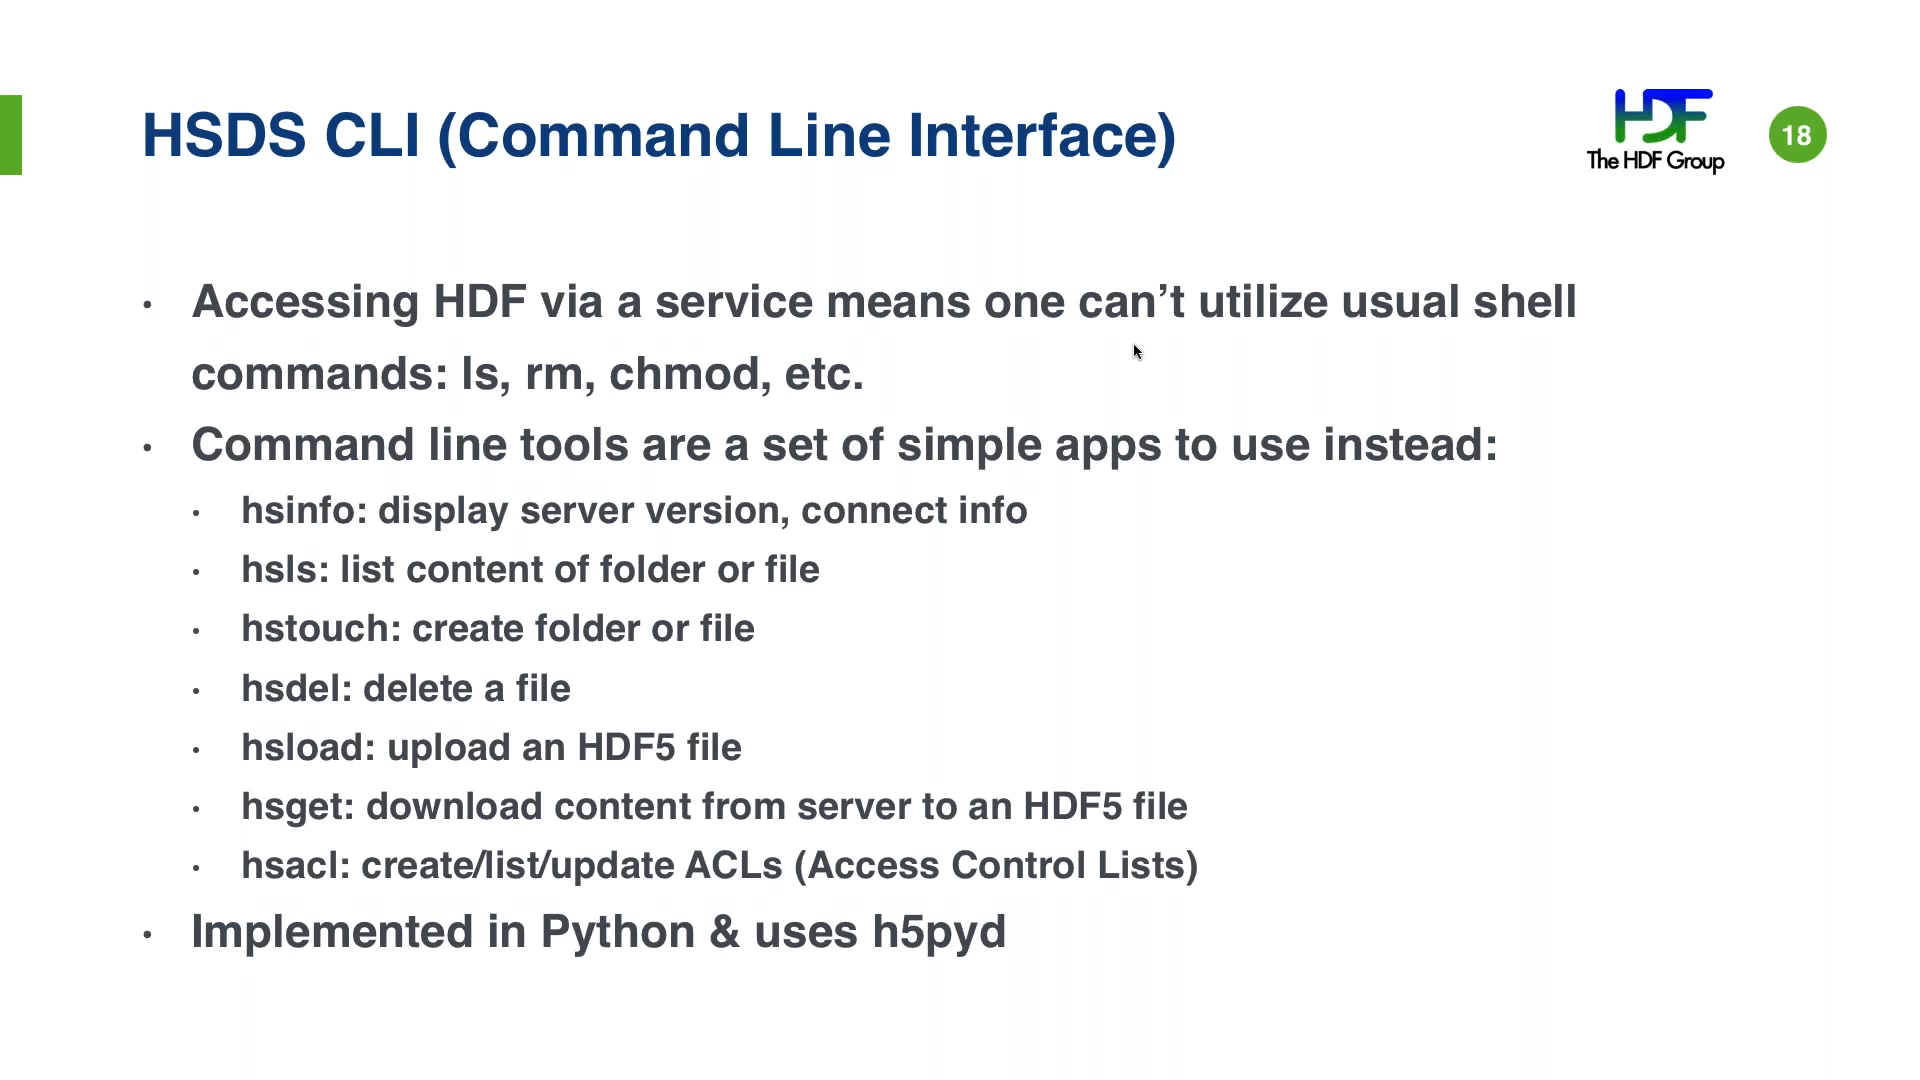 HSDS CLI (Command Line Interface)
HDF
The HDF Group
18
• Accessing HDF via a service means one can’t utilize usual shell
commands: ls, rm, chmod, etc.
• Command line tools are a set of simple apps to use instead:
• hsinfo: display server version, connect info
• hsls: list content of folder or file
• hstouch: create folder or file
• hsdel: delete a file
• hsload: upload an HDF5 file
• hsget: download content from server to an HDF5 file
• hsacl: create/list/update ACLs (Access Control Lists)
• Implemented in Python & uses h5pyd